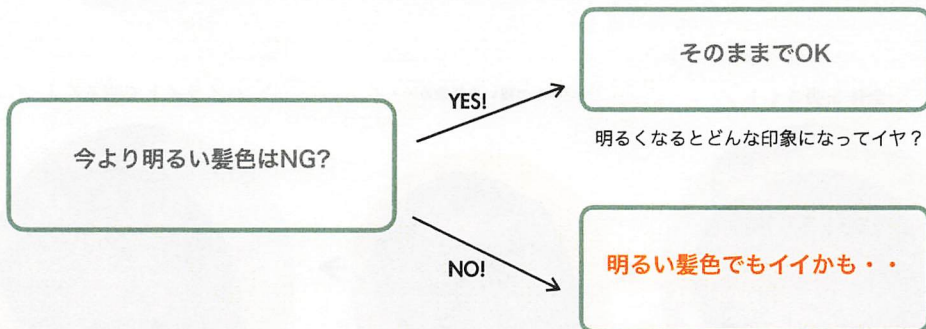 今より明るい髪色はNG?
YES!
そのままでOK
明るくなるとどんな印象になってイヤ？
NO!
明るい髪色でもイイかも・・